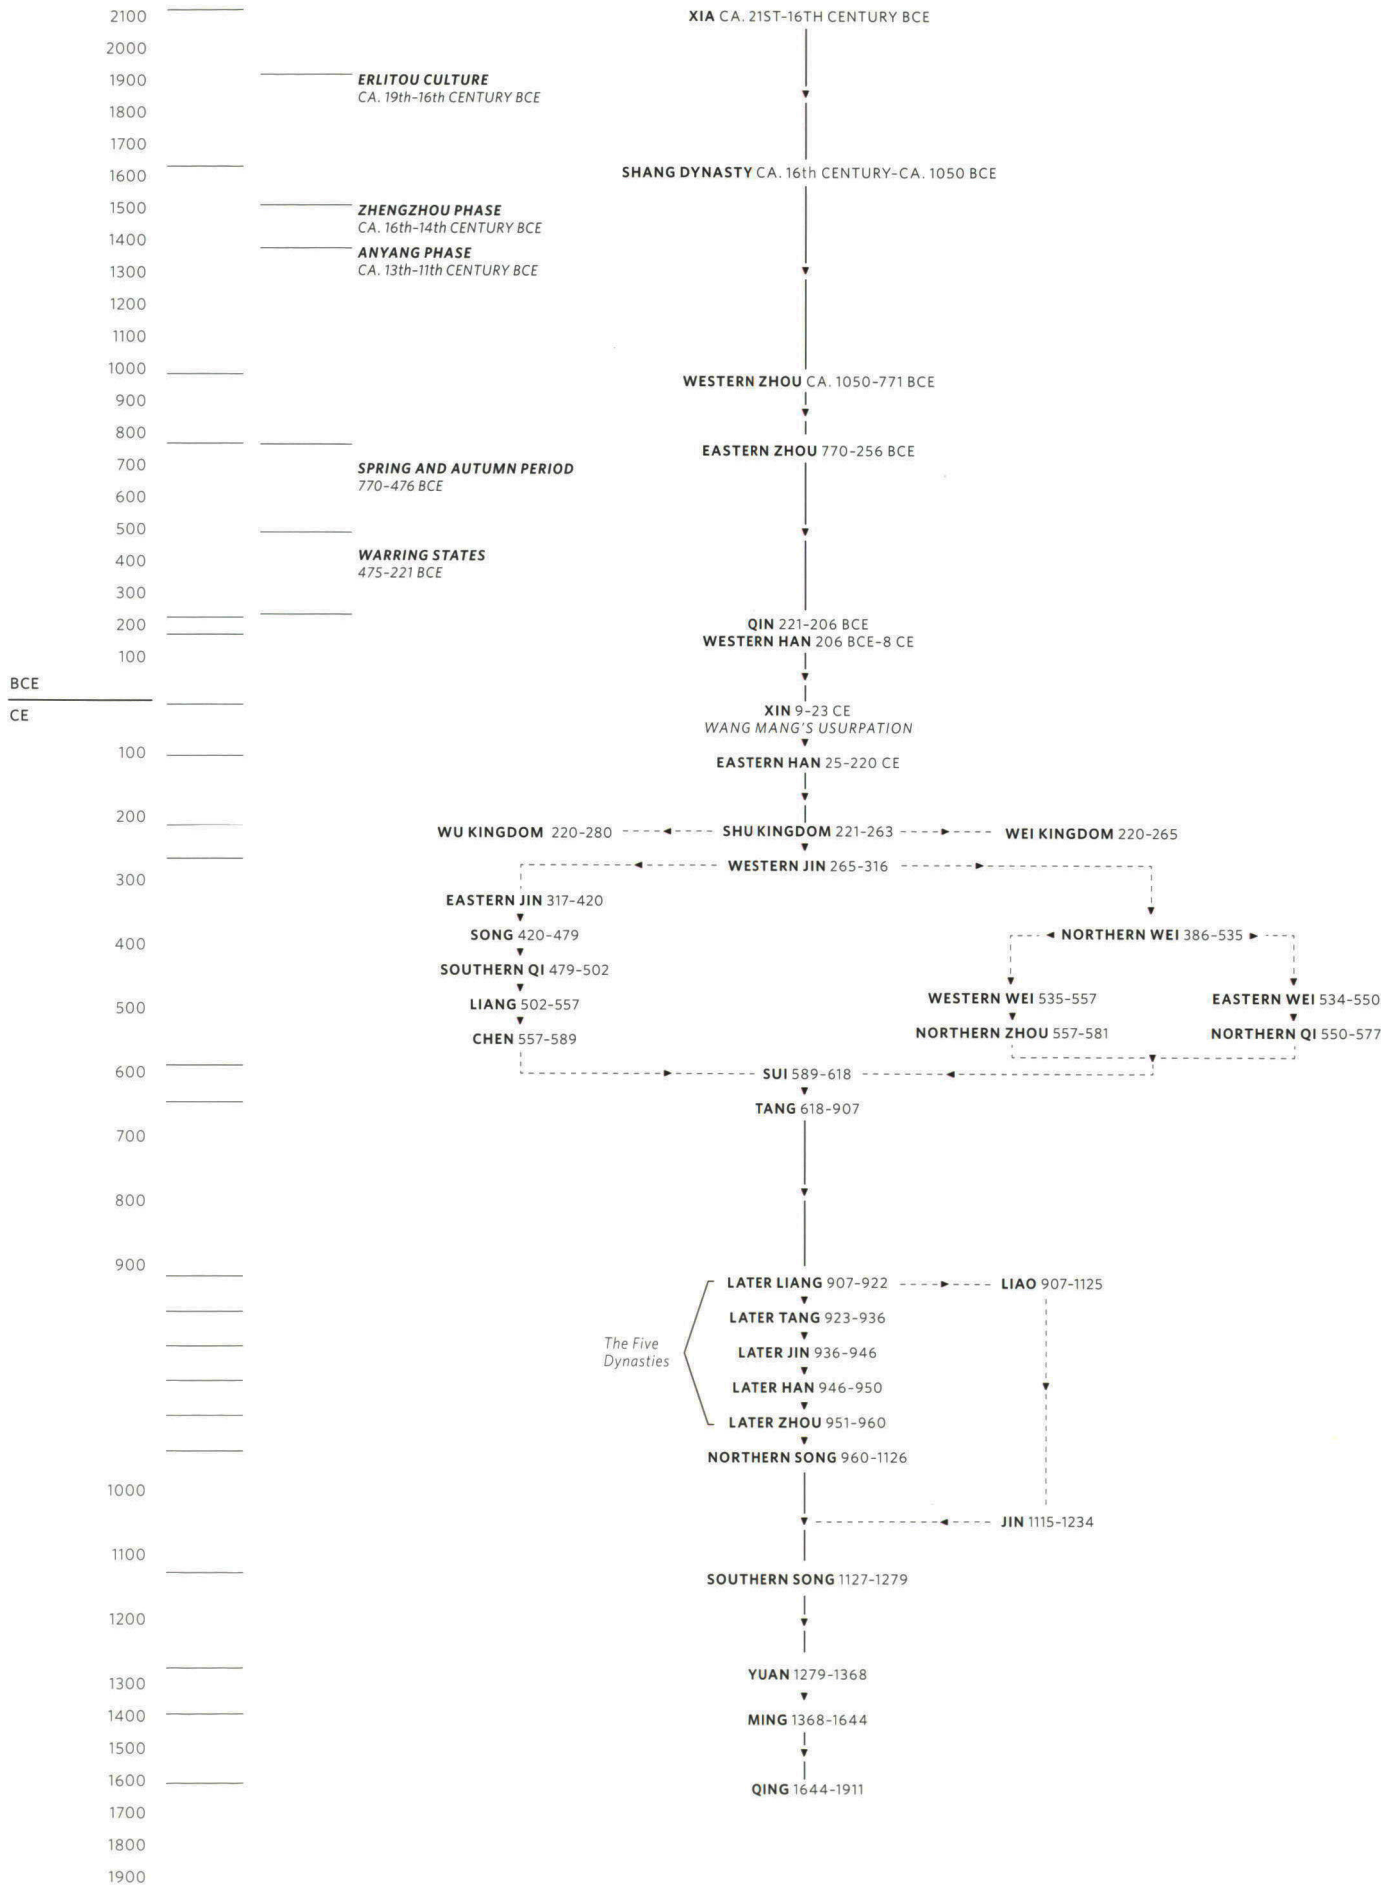 2100
XIA CA. 21ST-16TH CENTURY BCE
2000
1900
ERLITOU CULTURE
CA. 19th-16th CENTURY BCE
1800
1700
1600
SHANG DYNASTY CA. 16th CENTURY-CA. 1050 BCE
1500
ZHENGZHOU PHASE
CA. 16th-14th CENTURY BCE
1400
ANYANG PHASE
CA. 13th-11th CENTURY BCE
1300
1200
1100
1000
WESTERN ZHOU CA. 1050-771 BCE
900
800
EASTERN ZHOU 770-256 BCE
700
SPRING AND AUTUMN PERIOD
770-476 BCE
600
500
400
WARRING STATES
475-221 BCE
300
200
QIN 221-206 BCE
WESTERN HAN 206 BCE-8 CE
100
BCE
CE
XIN 9-23 CE
WANG MANG'S USURPATION
100
EASTERN HAN 25-220 CE
200
WU KINGDOM 220-280
SHU KINGDOM 221-263
WEI KINGDOM 220-265
WESTERN JIN 265-316
300
EASTERN JIN 317-420
400
SONG 420-479
NORTHERN WEI 386-535
SOUTHERN QI 479-502
500
LIANG 502-557
WESTERN WEI 535-557
EASTERN WEI 534-550
CHEN 557-589
NORTHERN ZHOU 557-581
NORTHERN QI 550-577
600
SUI 589-618
TANG 618-907
700
800
900
LATER LIANG 907-922
LIAO 907-1125
LATER TANG 923-936
The Five
Dynasties
LATER JIN 936-946
LATER HAN 946-950
LATER ZHOU 951-960
NORTHERN SONG 960-1126
1000
JIN 1115-1234
1100
SOUTHERN SONG 1127-1279
1200
1300
YUAN 1279-1368
1400
MING 1368-1644
1500
1600
QING 1644-1911
1700
1800
1900